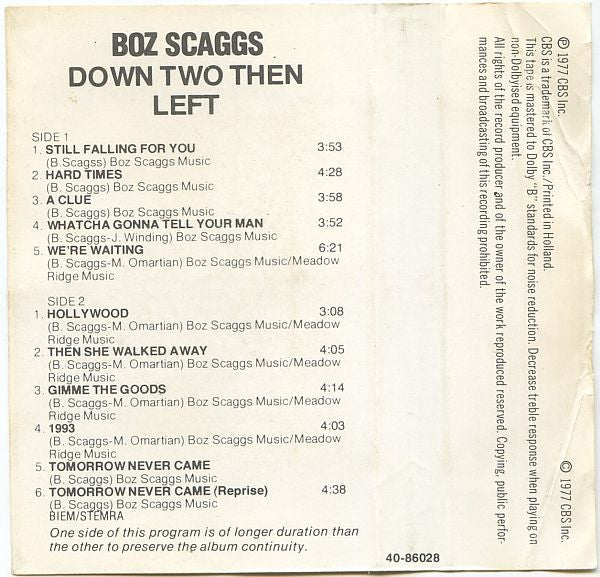 BOZ SCAGGS
DOWN TWO THEN
LEFT
SIDE 1
1. STILL FALLING FOR YOU 3:53
(B.Scagss) Boz Scaggs Music
2. HARD TIMES 4:28
(B. Scaggs) Boz Scaggs Music
3. A CLUE 3:58
(B. Scaggs) Boz Scaggs Music
4. WHATCHA GONNA TELL YOUR MAN 3:52
(B. Scaggs-J. Winding) Boz Scaggs Music
5. WE'RE WAITING 6:21
(B. Scaggs-M. Omartian) Boz Scaggs Music/Meadow
Ridge Music
SIDE 2
1. HOLLYWOOD 3:08
(B. Scaggs-M. Omartian) Boz Scaggs Music/Meadow
Ridge Music
2. THEN SHE WALKED AWAY 4:05
(B. Scaggs-M. Omartian) Boz Scaggs Music/Meadow
Ridge Music
3. GIMME THE GOODS 4:14
(B. Scaggs-M. Omartian) Boz Scaggs Music/Meadow
Ridge Music
4. 1993 4:03
(B. Scaggs-M. Omartian) Boz Scaggs Music/Meadow
Ridge Music
5. TOMORROW NEVER CAME
(B. Scaggs) Boz Scaggs Music
6. TOMORROW NEVER CAME (Reprise) 4:38
(B. Scaggs) Boz Scaggs Music
BIEM/STEMRA
One side of this program is of longer duration than
the other to preserve the album continuity.
40-86028
℗ 1977 CBS Inc. © 1977 CBS Inc.
CBS is a trademark of CBS Inc./Printed in Holland.
This tape is mastered to Dolby "B" standards for noise reduction. Decrease treble response when playing on
non-Dolbyised equipment.
All rights of the record producer and of the owner of the work reproduced reserved. Copying, public perfor-
mances and broadcasting of this recording prohibited.